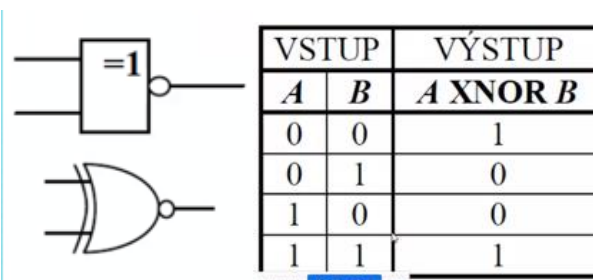 =1
VSTUP VÝSTUP
A B A XNOR B
0 0 1
0 1 0
1 0 0
1 1 1